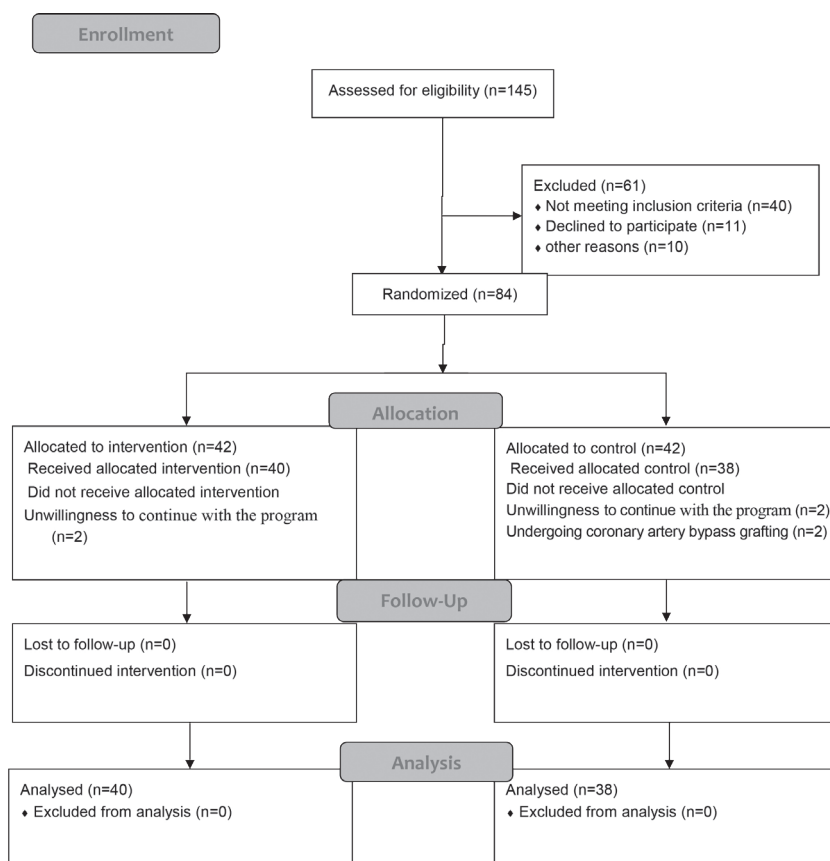 Enrollment
Assessed for eligibility (n=145)
Excluded (n=61)
♦ Not meeting inclusion criteria (n=40)
♦ Declined to participate (n=11)
♦ other reasons (n=10)
Randomized (n=84)
Allocation
Allocated to intervention (n=42)
Received allocated intervention (n=40)
Did not receive allocated intervention
Unwillingness to continue with the program
(n=2)
Allocated to control (n=42)
Received allocated control (n=38)
Did not receive allocated control
Unwillingness to continue with the program (n=2)
Undergoing coronary artery bypass grafting (n=2)
Follow-Up
Lost to follow-up (n=0)
Discontinued intervention (n=0)
Lost to follow-up (n=0)
Discontinued intervention (n=0)
Analysis
Analysed (n=40)
♦ Excluded from analysis (n=0)
Analysed (n=38)
♦ Excluded from analysis (n=0)